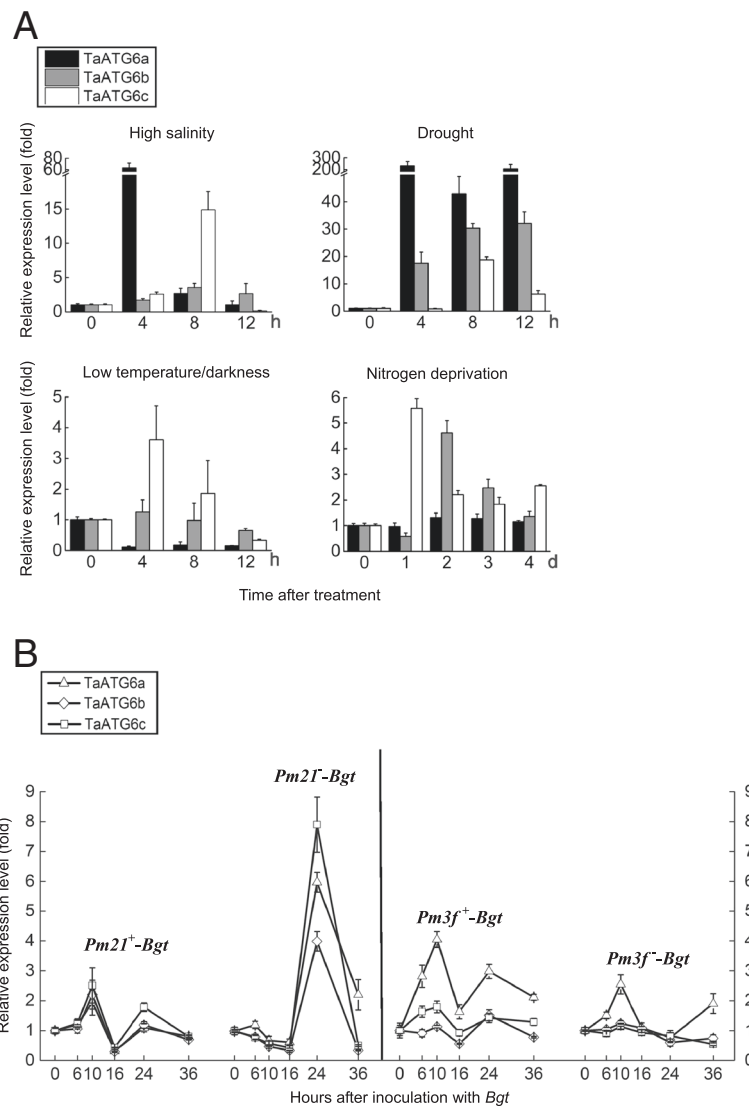 A
TaATG6a
TaATG6b
TaATG6c
High salinity
Drought
Relative expression level (fold)
80
60
15
10
5
0
0 4 8 12 h
300
200
40
30
20
10
0
0 4 8 12 h
Low temperature/darkness
Nitrogen deprivation
Relative expression level (fold)
5
4
3
2
1
0
0 4 8 12 h
6
5
4
3
2
1
0
0 1 2 3 4 d
Time after treatment
B
TaATG6a
TaATG6b
TaATG6c
Pm21⁻-Bgt
Pm3f⁺-Bgt
Pm21⁺-Bgt
Pm3f⁻-Bgt
Relative expression level (fold)
9
8
7
6
5
4
3
2
1
0
9
8
7
6
5
4
3
2
1
0
0 6 10 16 24 36 0 6 10 16 24 36 0 6 10 16 24 36 0 6 10 16 24 36
Hours after inoculation with Bgt